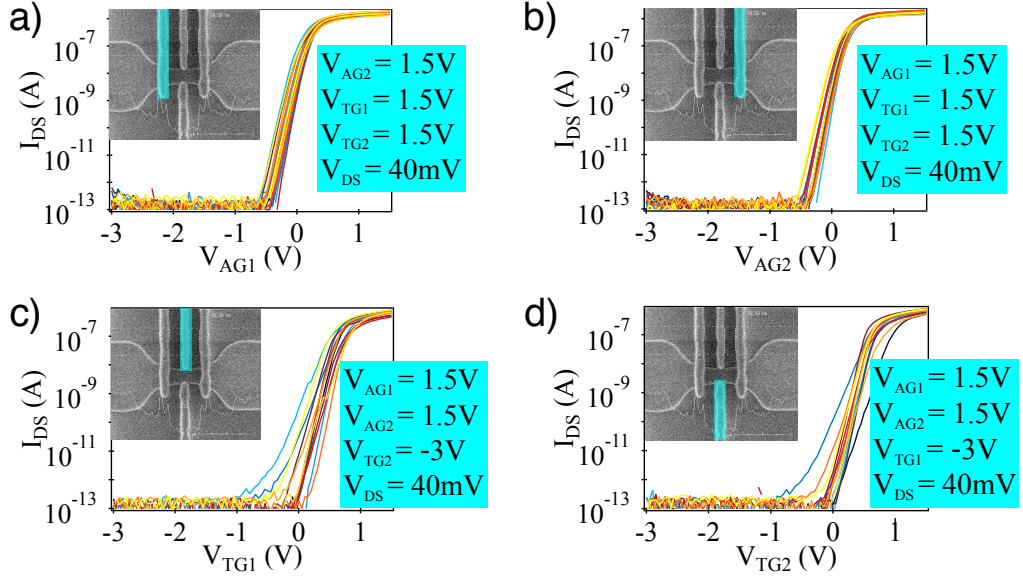 a)
I_DS (A)
10^-7
10^-9
10^-11
10^-13
V_AG2 = 1.5V
V_TG1 = 1.5V
V_TG2 = 1.5V
V_DS = 40mV
-3 -2 -1 0 1
V_AG1 (V)
b)
I_DS (A)
10^-7
10^-9
10^-11
10^-13
V_AG1 = 1.5V
V_TG1 = 1.5V
V_TG2 = 1.5V
V_DS = 40mV
-3 -2 -1 0 1
V_AG2 (V)
c)
I_DS (A)
10^-7
10^-9
10^-11
10^-13
V_AG1 = 1.5V
V_AG2 = 1.5V
V_TG2 = -3V
V_DS = 40mV
-3 -2 -1 0 1
V_TG1 (V)
d)
I_DS (A)
10^-7
10^-9
10^-11
10^-13
V_AG1 = 1.5V
V_AG2 = 1.5V
V_TG1 = -3V
V_DS = 40mV
-3 -2 -1 0 1
V_TG2 (V)